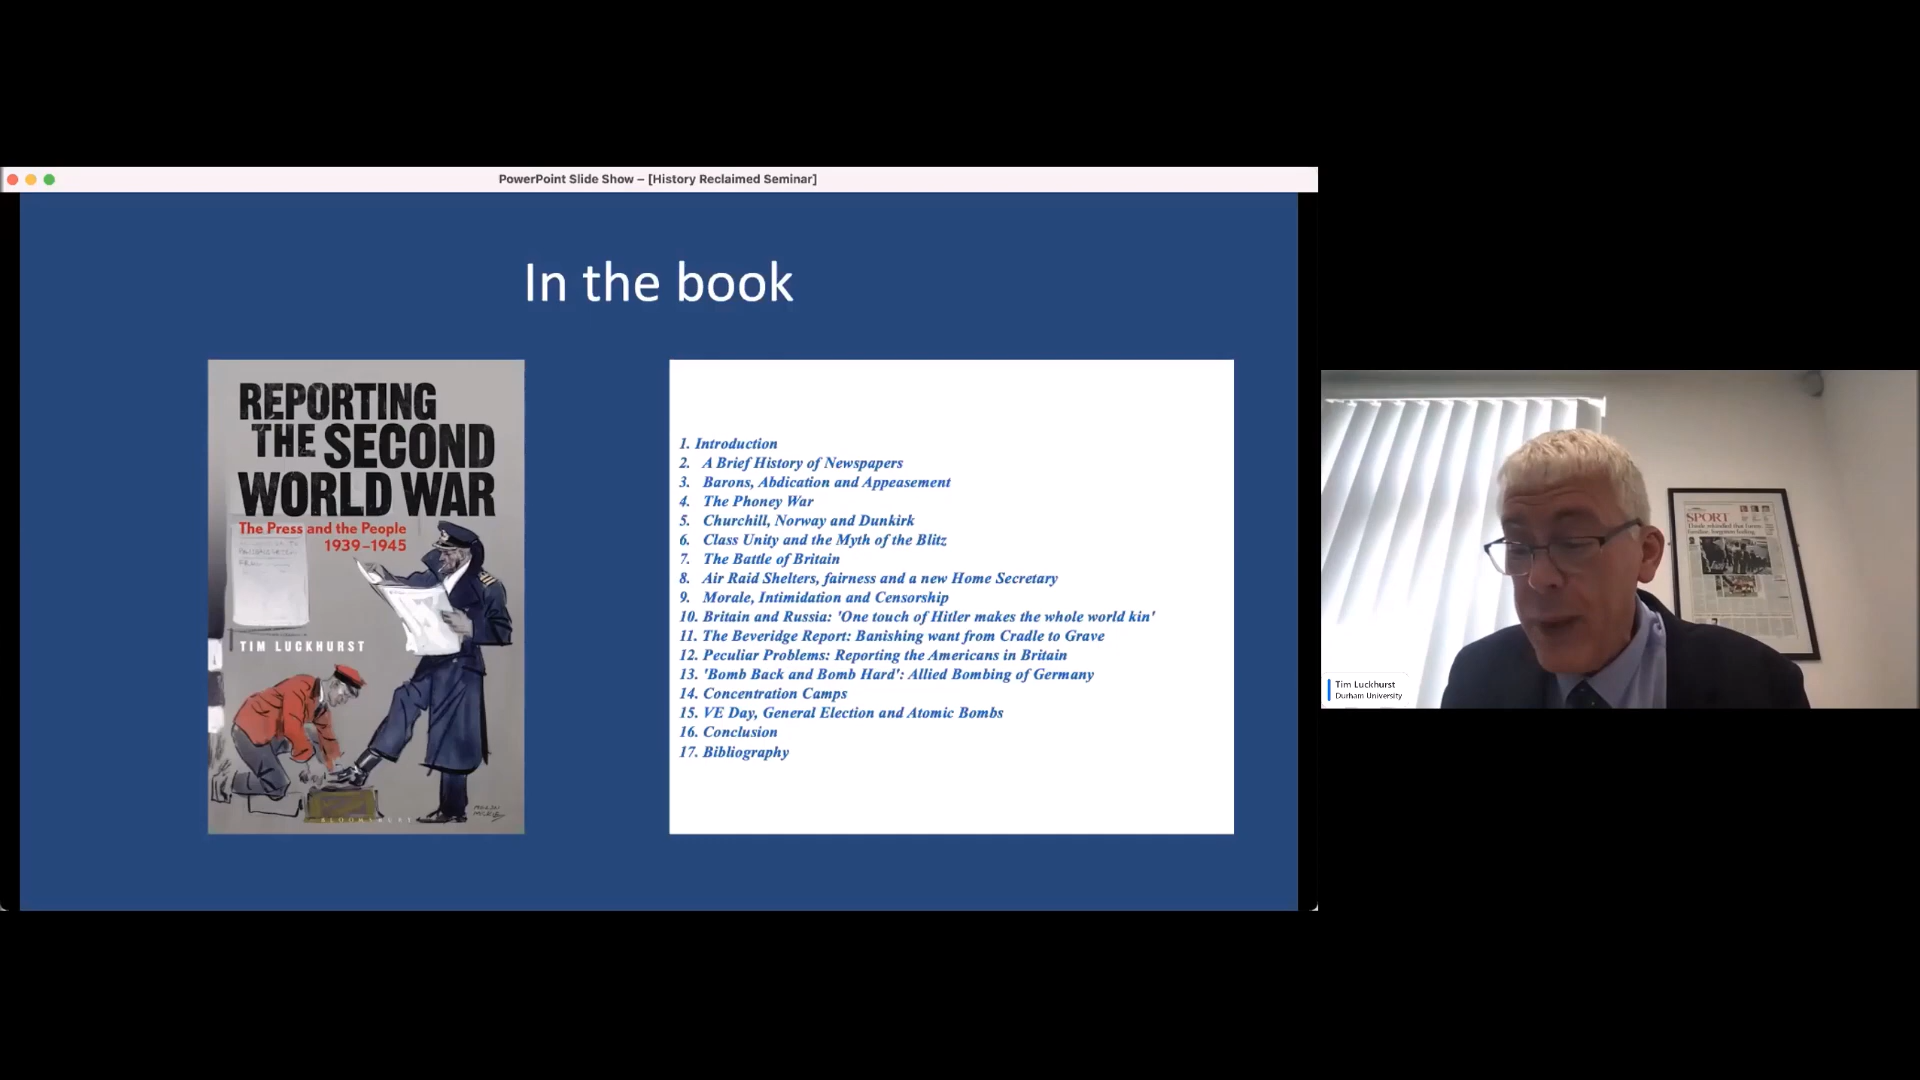 PowerPoint Slide Show – [History Reclaimed Seminar]
In the book
REPORTING
THE SECOND
WORLD WAR
The Press and the People
1939–1945
TIM LUCKHURST
BLOOMSBURY
1. Introduction
2. A Brief History of Newspapers
3. Barons, Abdication and Appeasement
4. The Phoney War
5. Churchill, Norway and Dunkirk
6. Class Unity and the Myth of the Blitz
7. The Battle of Britain
8. Air Raid Shelters, fairness and a new Home Secretary
9. Morale, Intimidation and Censorship
10. Britain and Russia: 'One touch of Hitler makes the whole world kin'
11. The Beveridge Report: Banishing want from Cradle to Grave
12. Peculiar Problems: Reporting the Americans in Britain
13. 'Bomb Back and Bomb Hard': Allied Bombing of Germany
14. Concentration Camps
15. VE Day, General Election and Atomic Bombs
16. Conclusion
17. Bibliography
SPORT
Tim Luckhurst
Durham University